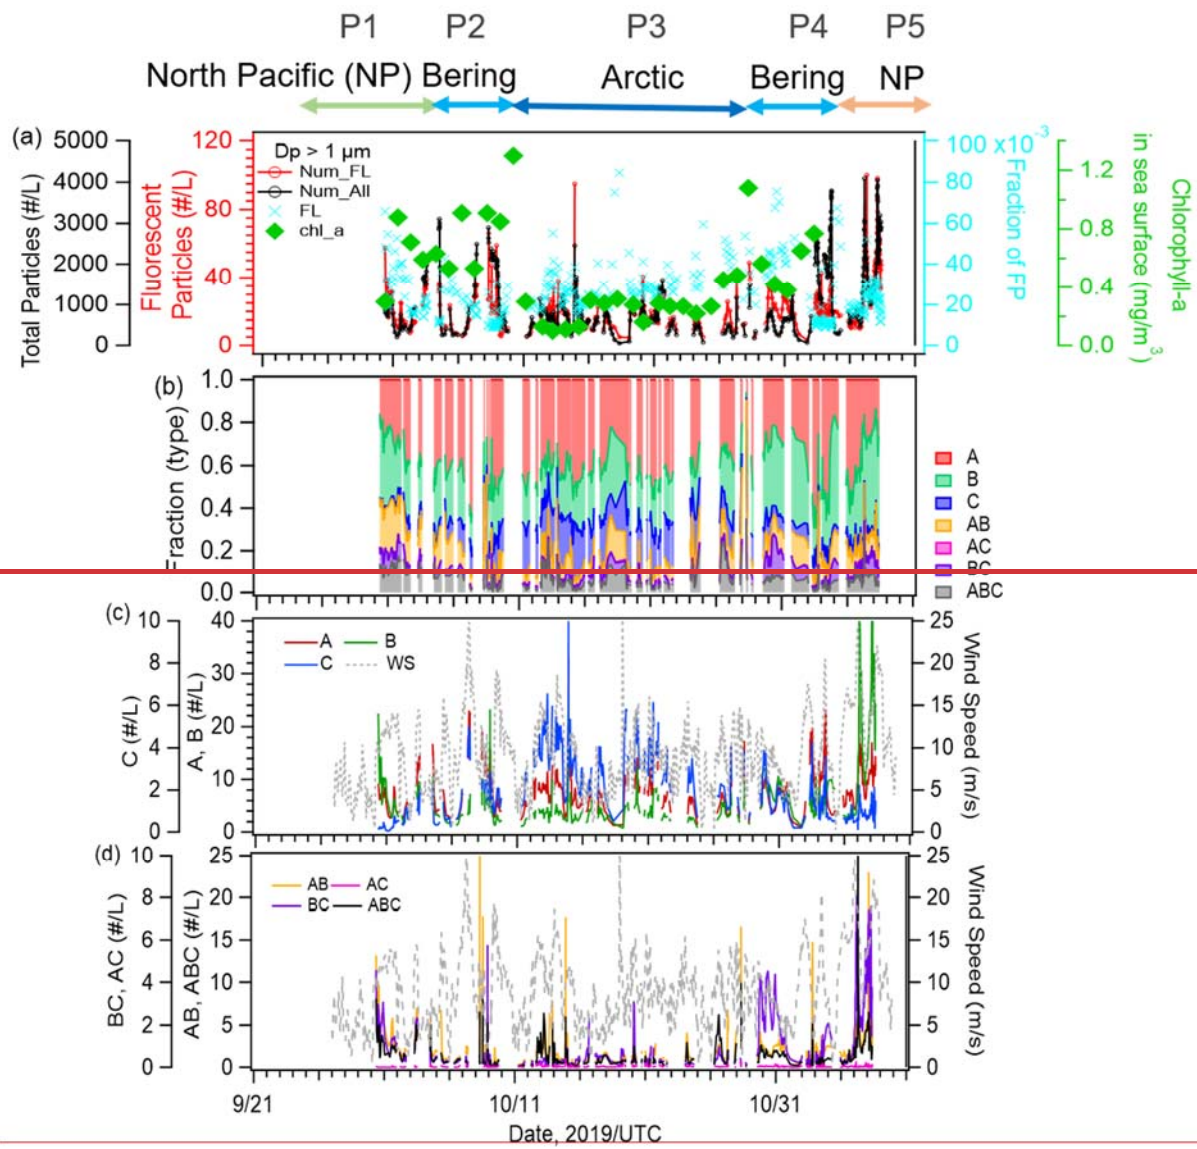 P1 P2 P3 P4 P5
North Pacific (NP) Bering Arctic Bering NP
(a)
Total Particles (#/L)
5000
4000
3000
2000
1000
0
Fluorescent
Particles (#/L)
120
80
40
0
Dp > 1 µm
Num_FL
Num_All
FL
chl_a
100 x10-3
80
60
40
20
0
Fraction of FP
1.2
0.8
0.4
0.0
Chlorophyll-a
in sea surface (mg/m3)
(b)
Fraction (type)
1.0
0.8
0.6
0.4
0.2
0.0
A
B
C
AB
AC
BC
ABC
(c)
C (#/L)
10
8
6
4
2
0
A, B (#/L)
40
30
20
10
0
A B
C WS
25
20
15
10
5
0
Wind Speed (m/s)
(d)
BC, AC (#/L)
10
8
6
4
2
0
AB, ABC (#/L)
25
20
15
10
5
0
AB AC
BC ABC
25
20
15
10
5
0
Wind Speed (m/s)
9/21 10/11 10/31
Date, 2019/UTC